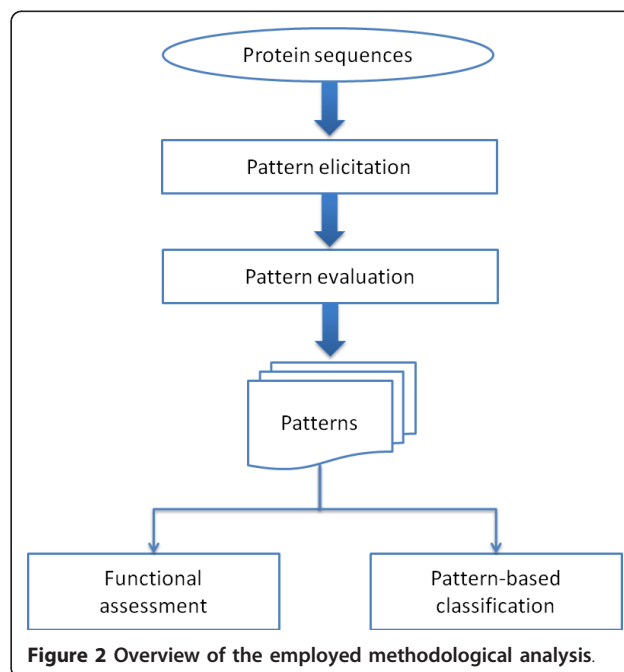 Protein sequences
Pattern elicitation
Pattern evaluation
Patterns
Functional
assessment
Pattern-based
classification
Figure 2 Overview of the employed methodological analysis.